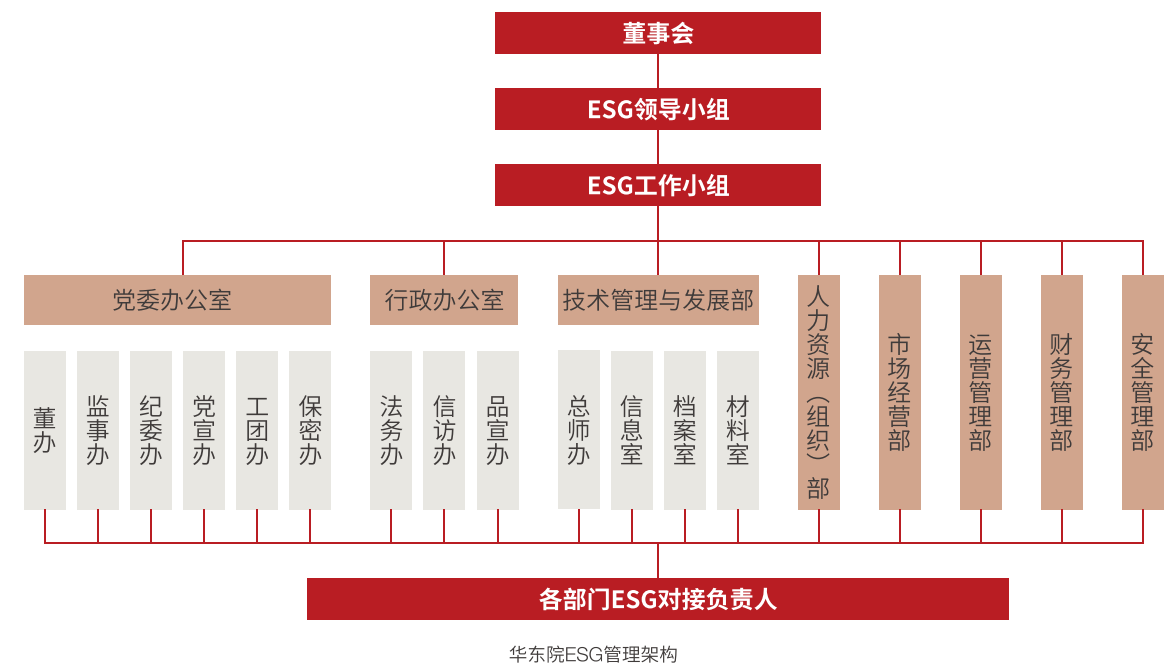 董事会
ESG领导小组
ESG工作小组
党委办公室
行政办公室
技术管理与发展部
人力资源（组织）部
市场经营部
运营管理部
财务管理部
安全管理部
董办
监事办
纪委办
党宣办
工团办
保密办
法务办
信访办
品宣办
总师办
信息室
档案室
材料室
各部门ESG对接负责人
华东院ESG管理架构